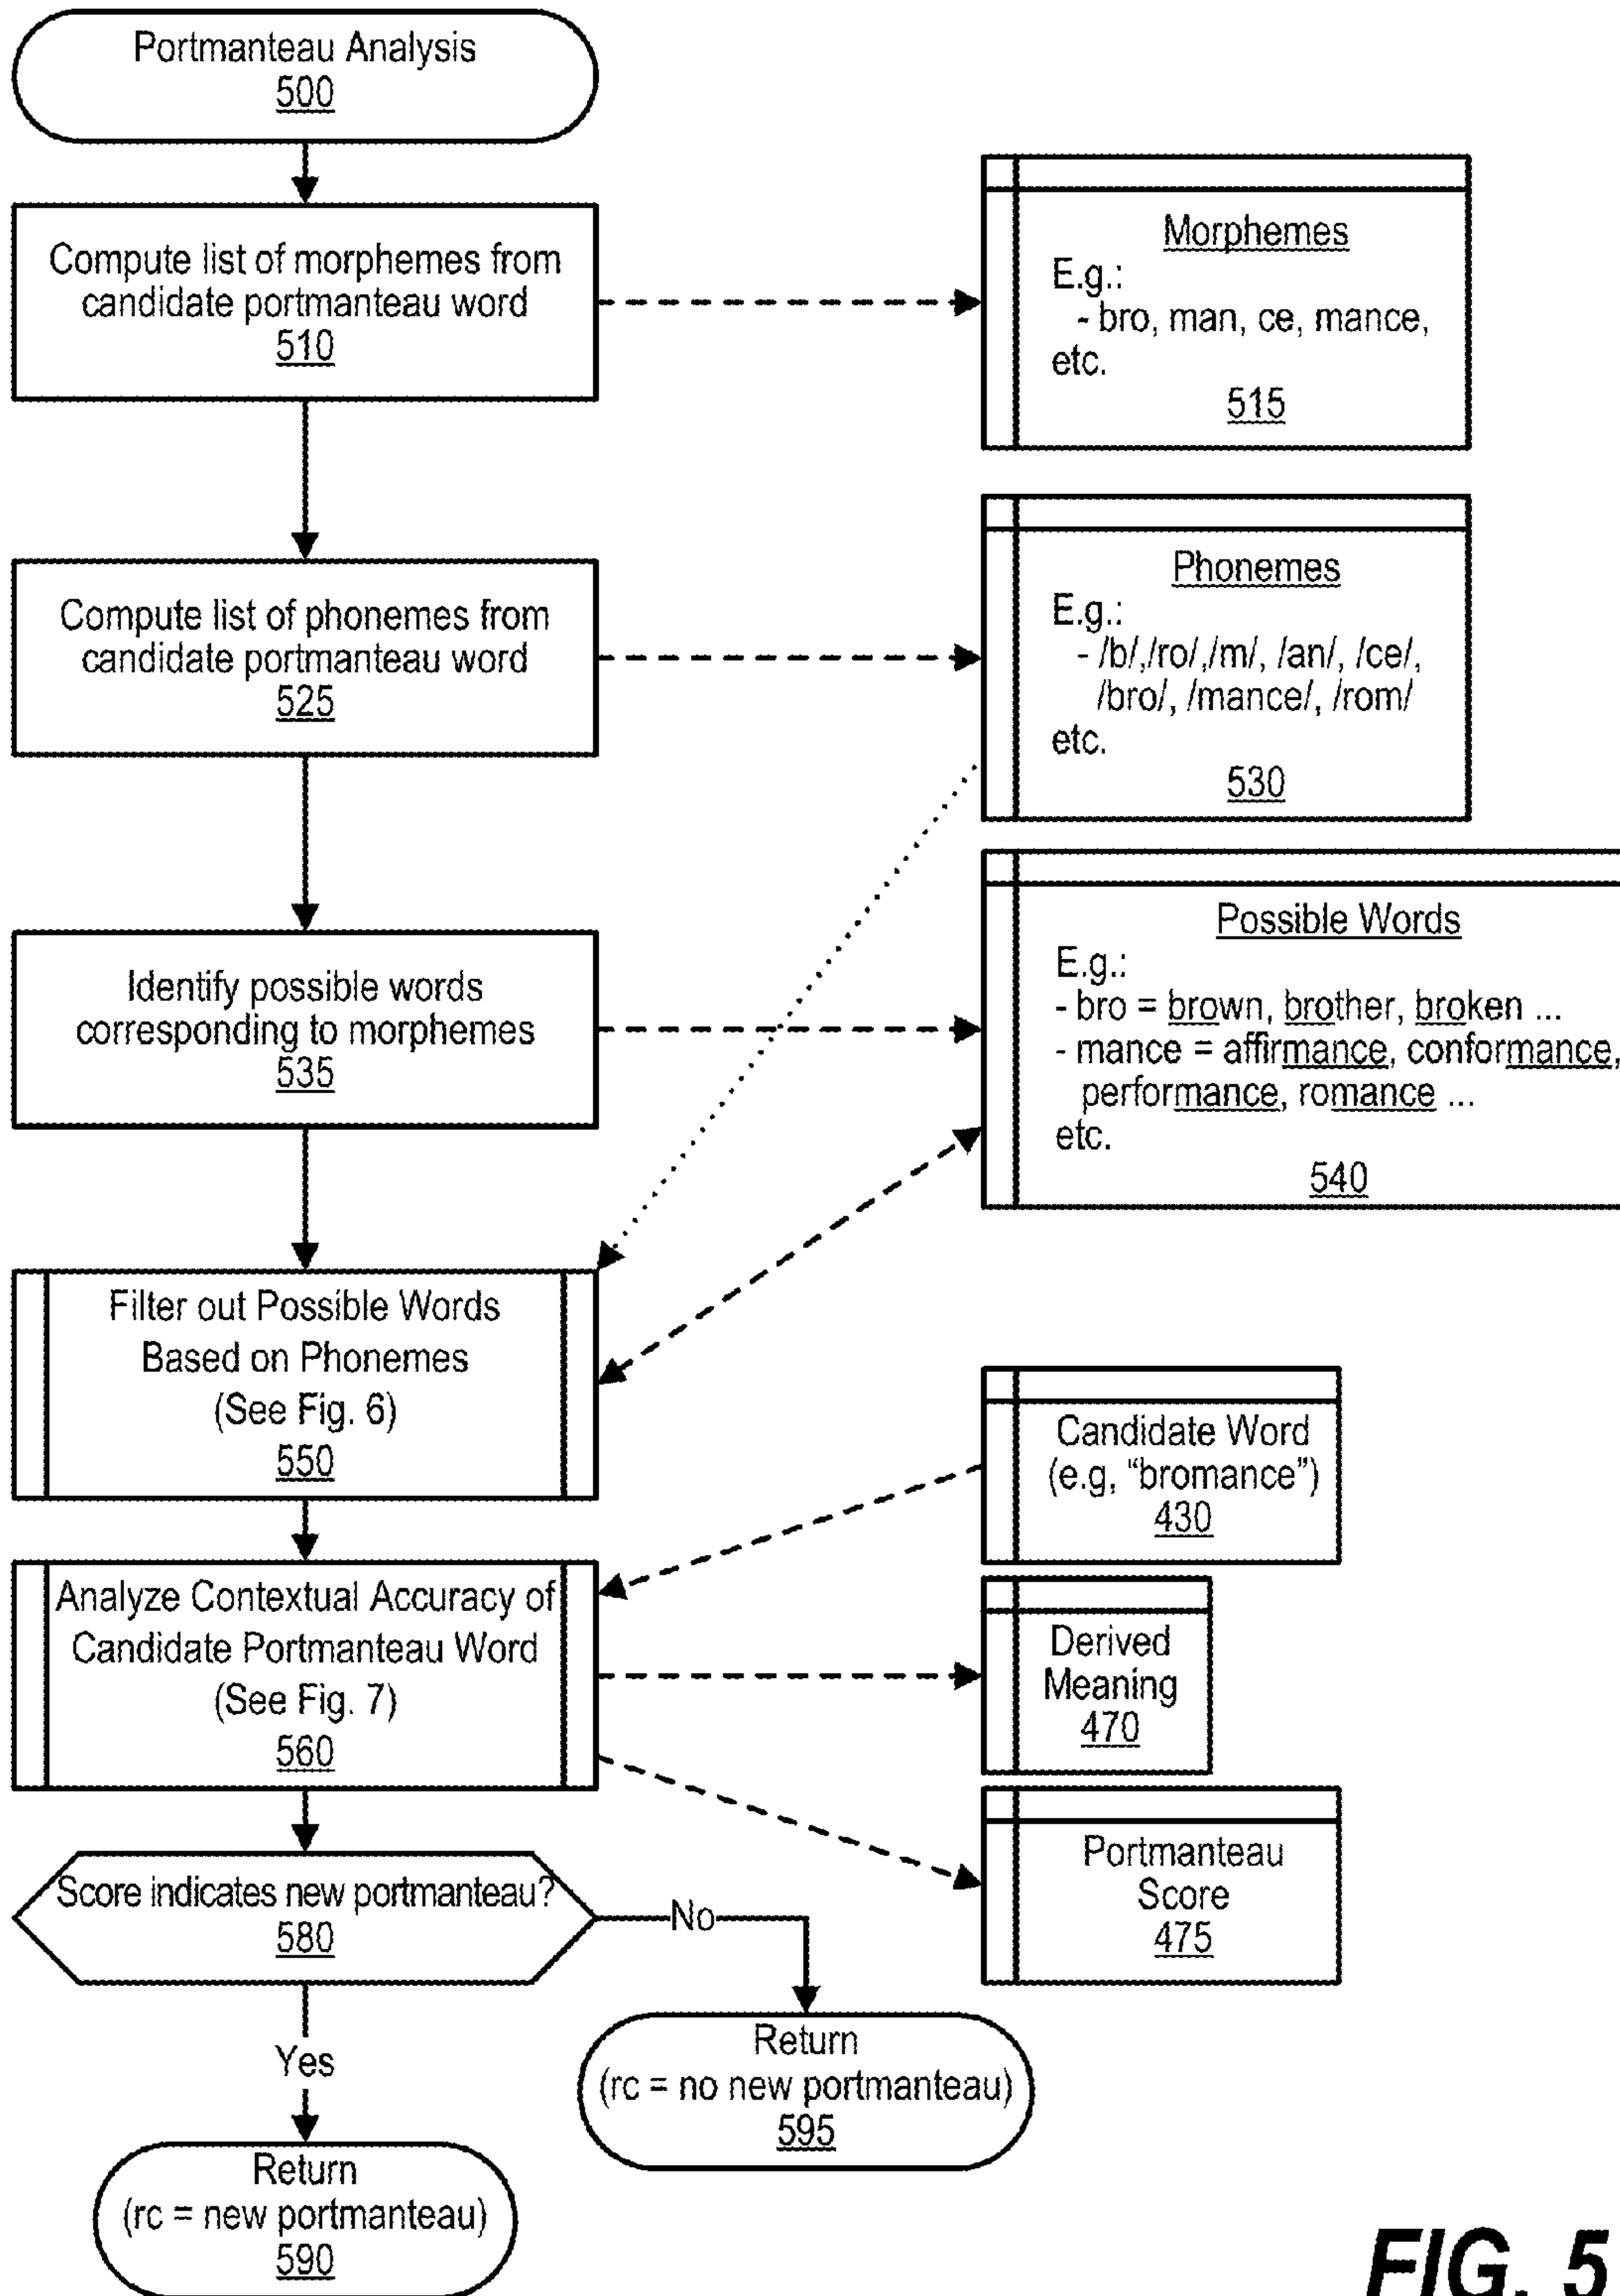 Portmanteau Analysis
500
Compute list of morphemes from
candidate portmanteau word
510
Morphemes
E.g.:
- bro, man, ce, mance,
etc.
515
Compute list of phonemes from
candidate portmanteau word
525
Phonemes
E.g.:
- /b/,/ro/,/m/, /an/, /ce/,
/bro/, /mance/, /rom/
etc.
530
Identify possible words
corresponding to morphemes
535
Possible Words
E.g.:
- bro = brown, brother, broken ...
- mance = affirmance, conformance,
performance, romance ...
etc.
540
Filter out Possible Words
Based on Phonemes
(See Fig. 6)
550
Candidate Word
(e.g, “bromance”)
430
Analyze Contextual Accuracy of
Candidate Portmanteau Word
(See Fig. 7)
560
Derived
Meaning
470
Portmanteau
Score
475
Score indicates new portmanteau?
580
No
Yes
Return
(rc = no new portmanteau)
595
Return
(rc = new portmanteau)
590
FIG. 5